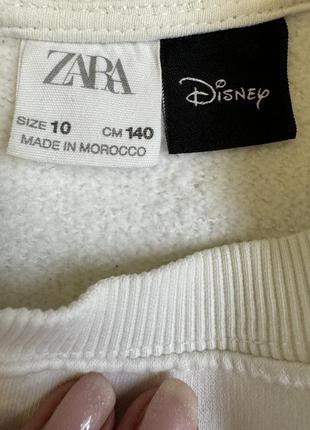 ZARA
SIZE 10 CM 140
MADE IN MOROCCO
Disney